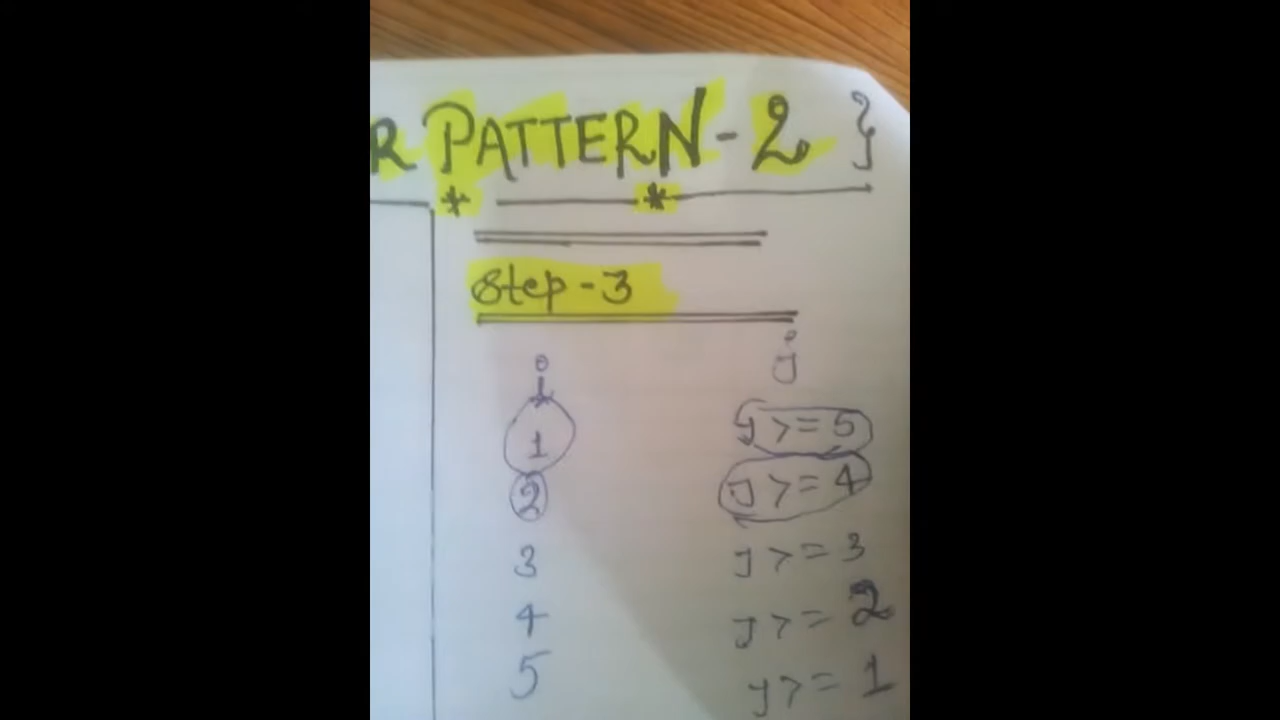 R PATTERN-2 }
* *
Step-3
i j
1 j >= 5
2 j >= 4
3 j >= 3
4 j >= 2
5 j >= 1